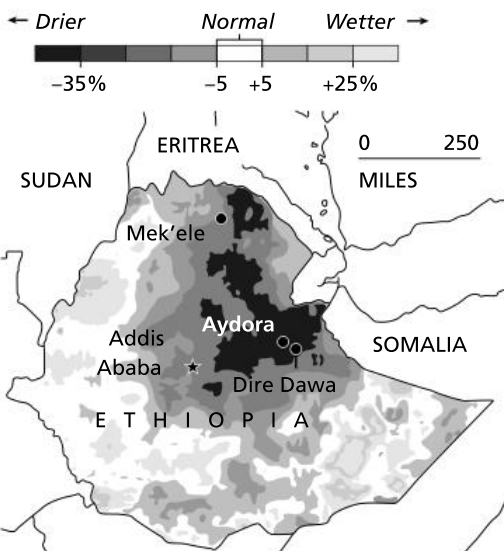 ← Drier Normal Wetter →
–35% –5 +5 +25%
ERITREA
0 250
MILES
SUDAN
Mek’ele
Aydora
Addis
Ababa
SOMALIA
Dire Dawa
ETHIOPIA